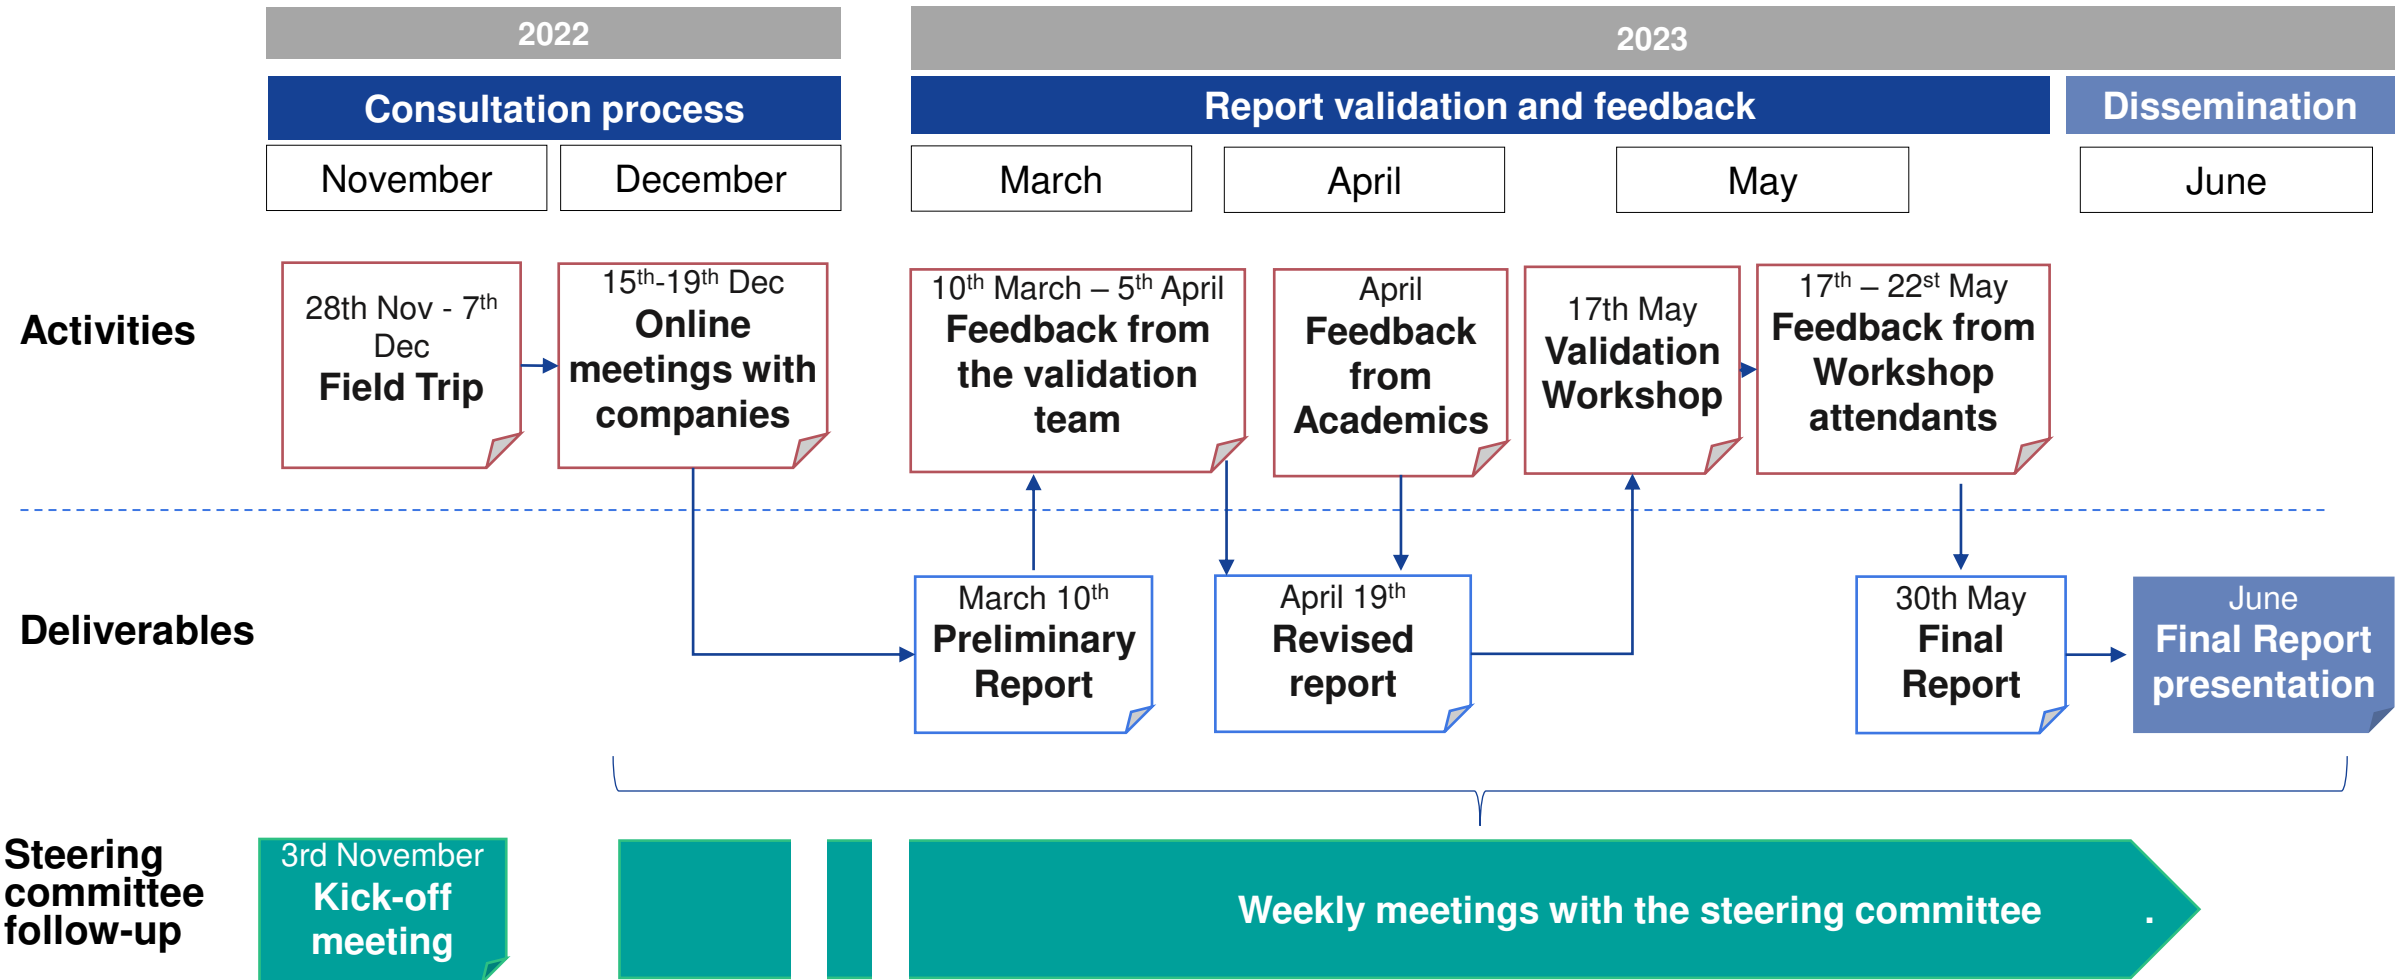 2022
2023
Consultation process
Report validation and feedback
Dissemination
November
December
March
April
May
June
Activities
28th Nov - 7th
Dec
Field Trip
15th-19th Dec
Online
meetings with
companies
10th March – 5th April
Feedback from
the validation
team
April
Feedback
from
Academics
17th May
Validation
Workshop
17th – 22st May
Feedback from
Workshop
attendants
Deliverables
March 10th
Preliminary
Report
April 19th
Revised
report
30th May
Final
Report
June
Final Report
presentation
Steering
committee
follow-up
3rd November
Kick-off
meeting
Weekly meetings with the steering committee .